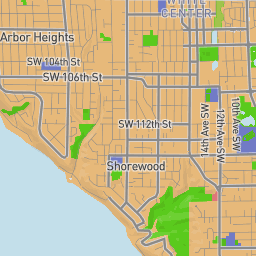 WHITE
CENTER
Arbor Heights
SW 104th St
SW 106th St
SW 112th St
14th Ave SW
12th Ave SW
10th Ave SW
Shorewood